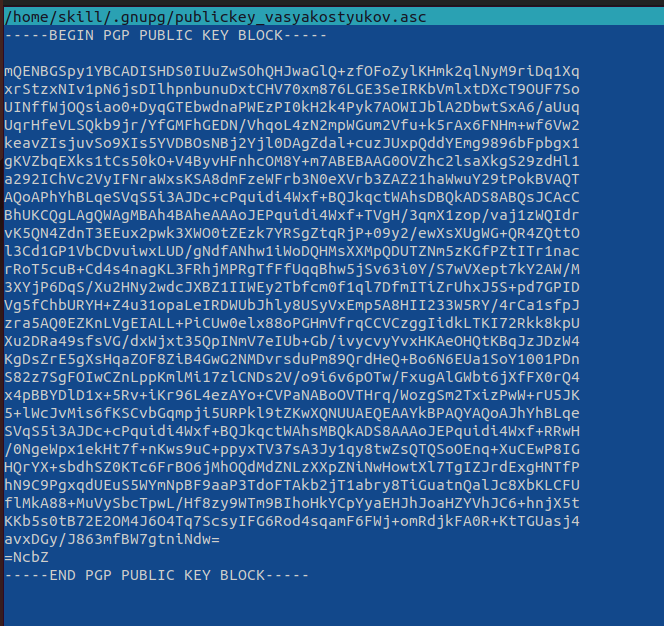 /home/skill/.gnupg/publickey_vasyakostyukov.asc
-----BEGIN PGP PUBLIC KEY BLOCK-----
mQENBGSpy1YBCADISHDS0IUuZwSOhQHJwaGlQ+zfOFoZylKHmk2qlNyM9riDq1Xq
xrStzxNIv1pN6jsDIlhpnbunuDxtCHV70xm876LGE3SeIRKbVmlxtDXcT9OUF7So
UINffWjOQsiao0+DyqGTEbwdnaPWEzPI0kH2k4Pyk7AOWIJblA2DbwtSxA6/aUuq
UqrHfeVLSQkb9jr/YfGMFhGEDN/VhqoL4zN2mpWGum2Vfu+k5rAx6FNHm+wf6Vw2
keavZIsjuvSo9XIs5YVDBOsNBj2Yjl0DAgZdal+cuzJUxpQddYEmg9896bFpbgx1
gKVZbqEXks1tCs50kO+V4ByvHFnhcOM8Y+m7ABEBAAG0OVZhc2lsaXkgS29zdHl1
a292IChVc2VyIFNraWxsKSA8dmFzeWFrb3N0eXVrb3ZAZ21haWwuY29tPokBVAQT
AQoAPhYhBLqeSVqS5i3AJDc+cPquidi4Wxf+BQJkqctWAhsDBQkADS8ABQsJCAcC
BhUKCQgLAgQWAgMBAh4BAheAAAoJEPquidi4Wxf+TVgH/3qmX1zop/vaj1zWQIdr
vK5QN4ZdnT3EEux2pwk3XWO0tZEzk7YRSgZtqRjP+09y2/ewXsXUgWG+QR4ZQttO
l3Cd1GP1VbCDvuiwxLUD/gNdfANhw1iWoDQHMsXXMpQDUTZNm5zKGfPZtITr1nac
rRoT5cuB+Cd4s4nagKL3FRhjMPRgTfFfUqqBhw5jSv63i0Y/S7wVXept7kY2AW/M
3XYjP6DqS/Xu2HNy2wdcJXBZ1IIWEy2Tbfcm0f1ql7DfmITiZrUhxJ5S+pd7GPID
Vg5fChbURYH+Z4u31opaLeIRDWUbJhly8USyVxEmp5A8HII233W5RY/4rCa1sfpJ
zra5AQ0EZKnLVgEIALL+PiCUw0elx88oPGHmVfrqCCVCzggIidkLTKI72Rkk8kpU
Xu2DRa49sfsVG/dxWjxt35QpINmV7eIUb+Gb/ivycvyYvxHKAeOHQtKBqJzJDzW4
KgDsZrE5gXsHqaZOF8ZiB4GwG2NMDvrsduPm89QrdHeQ+Bo6N6EUa1SoY1001PDn
S82z7SgFOIwCZnLppKmlMi17zlCNDs2V/o9i6v6pOTw/FxugAlGWbt6jXfFX0rQ4
x4pBBYDlD1x+5Rv+iKr96L4ezAYo+CVPaNABoOVTHrq/WozgSm2TxizPwW+rU5JK
5+lWcJvMis6fKSCvbGqmpji5URPkl9tZKwXQNUUAEQEAAYkBPAQYAQoAJhYhBLqe
SVqS5i3AJDc+cPquidi4Wxf+BQJkqctWAhsMBQkADS8AAAoJEPquidi4Wxf+RRwH
/0NgeWpx1ekHt7f+nKws9uC+ppyxTV37sA3Jy1qy8twZsQTQSoOEnq+XuCEwP8IG
HQrYX+sbdhSZ0KTc6FrBO6jMhOQdMdZNLzXXpZNiNwHowtXl7TgIZJrdExgHNTfP
hN9C9PgxqdUEuS5WYmNpBF9aaP3TdoFTAkb2jT1abry8TiGuatnQalJc8XbKLCFU
flMkA88+MuVySbcTpwL/Hf8zy9WTm9BIhoHkYCpYyaEHJhJoaHZYVhJC6+hnjX5t
KKb5s0tB72E2OM4J6O4Tq7ScsyIFG6Rod4sqamF6FWj+omRdjkFA0R+KtTGUasj4
avxDGy/J863mfBW7gtniNdw=
=NcbZ
-----END PGP PUBLIC KEY BLOCK-----